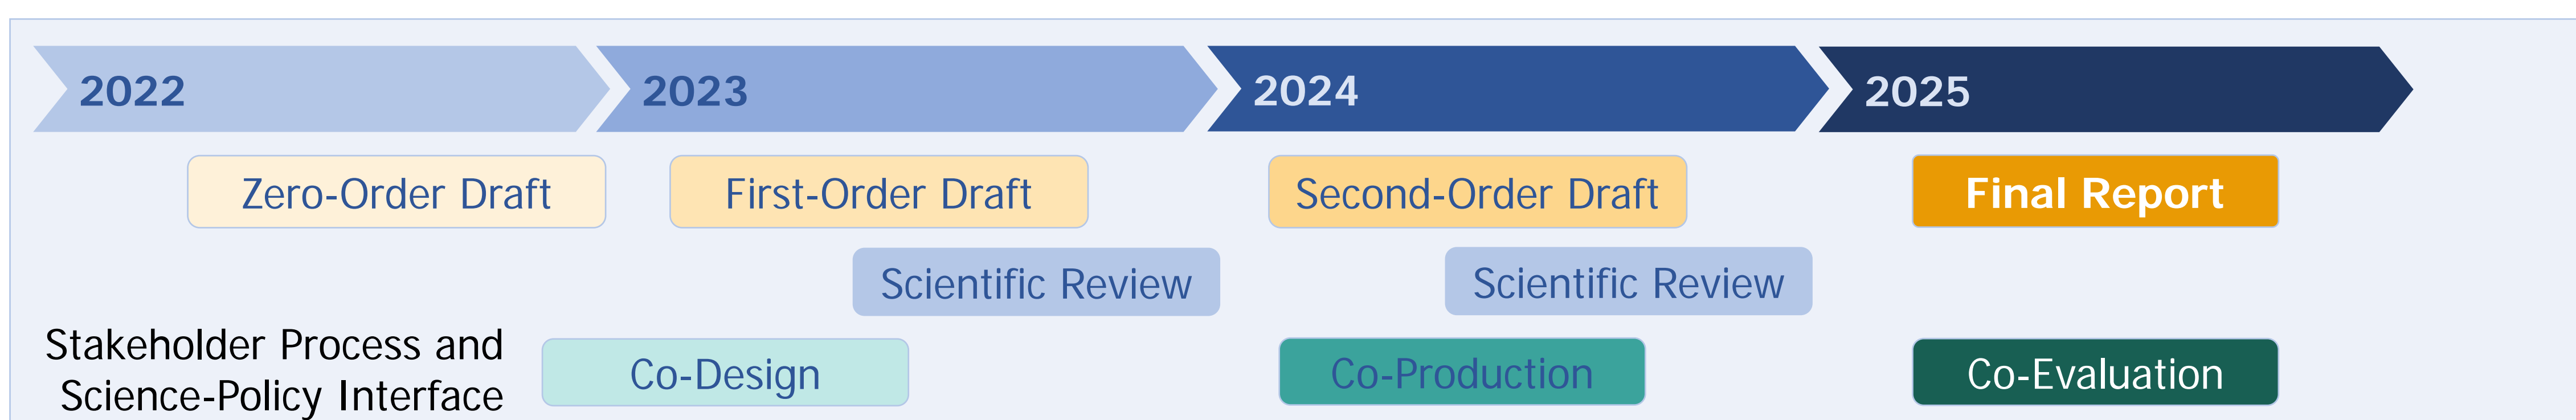 2022
2023
2024
2025
Zero-Order Draft
First-Order Draft
Second-Order Draft
Final Report
Scientific Review
Scientific Review
Stakeholder Process and
Science-Policy Interface
Co-Design
Co-Production
Co-Evaluation